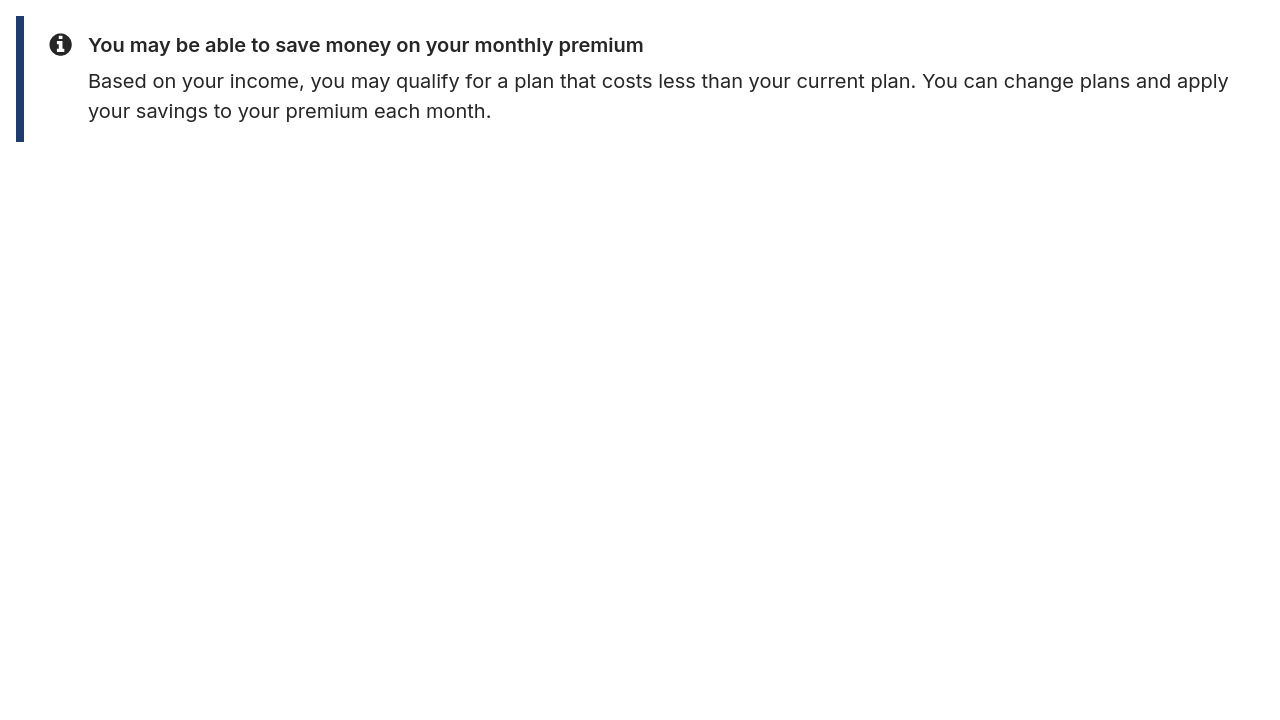 You may be able to save money on your monthly premium
Based on your income, you may qualify for a plan that costs less than your current plan. You can change plans and apply
your savings to your premium each month.